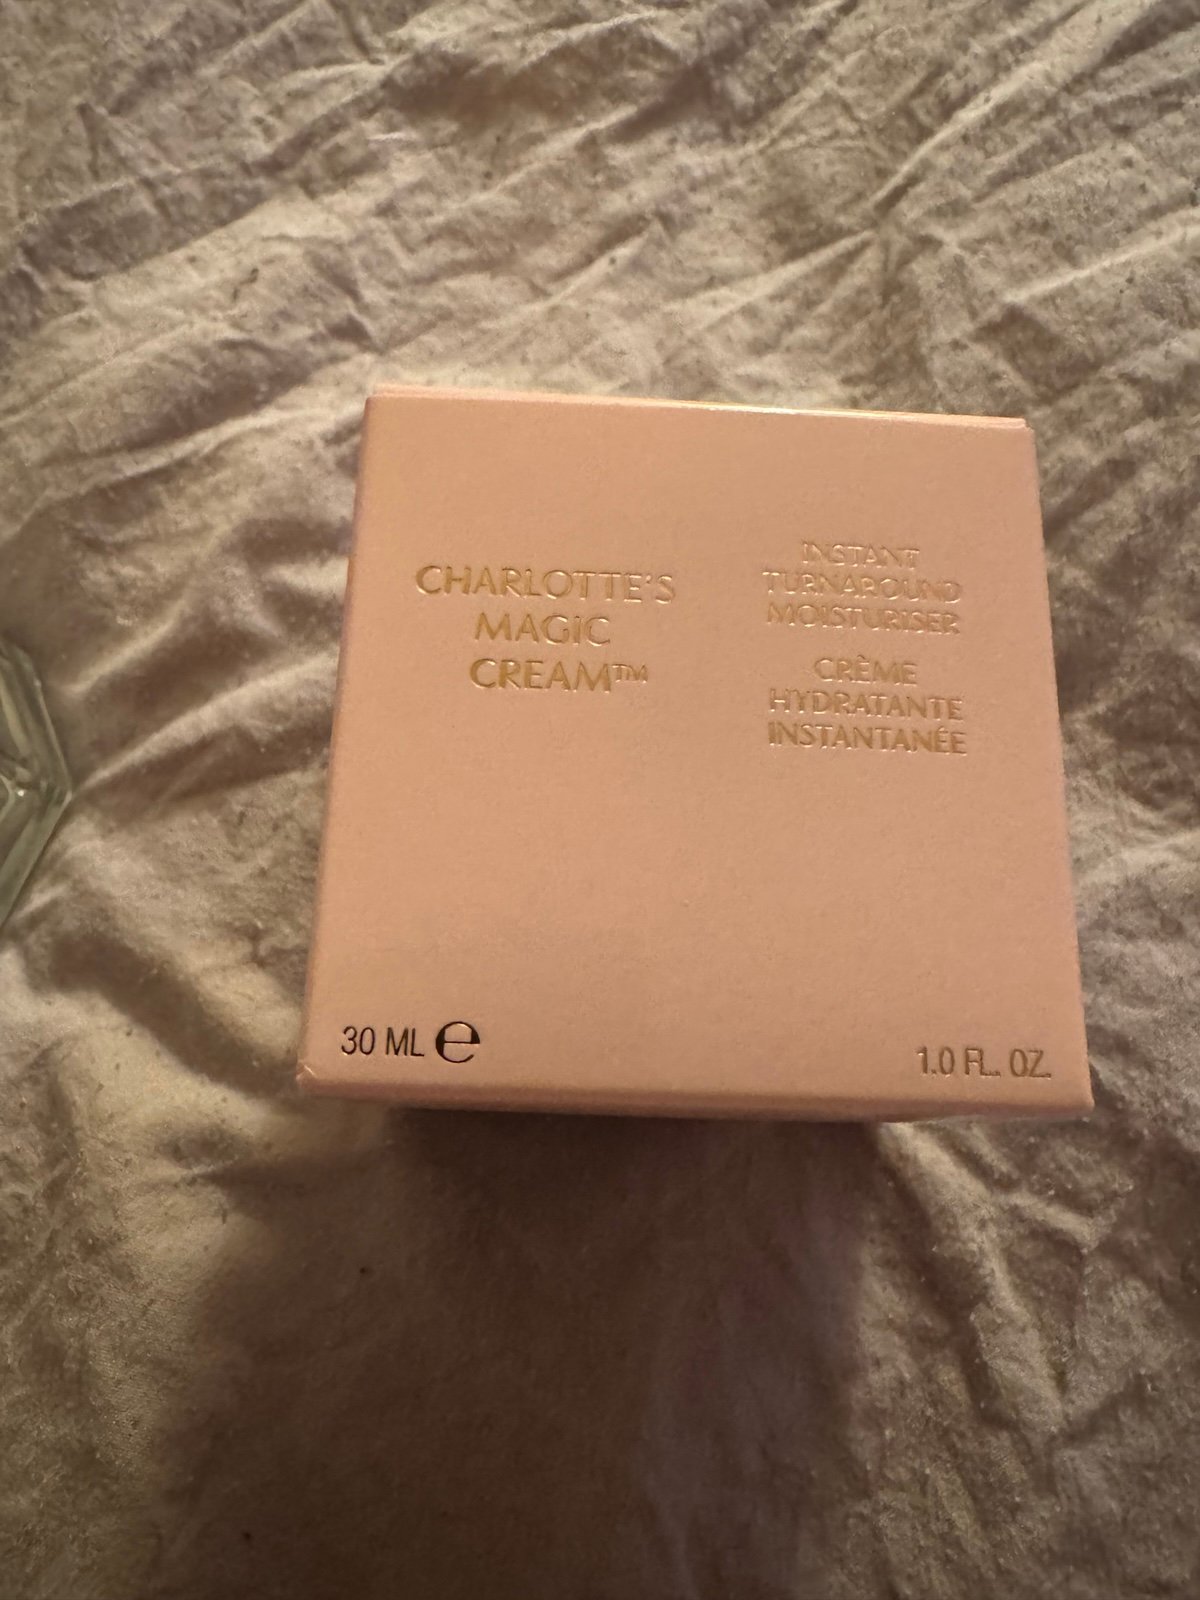 CHARLOTTE'S
MAGIC
CREAM™
INSTANT
TURNAROUND
MOISTURISER
CRÈME
HYDRATANTE
INSTANTANÉE
30 ML ℮
1.0 FL. OZ.